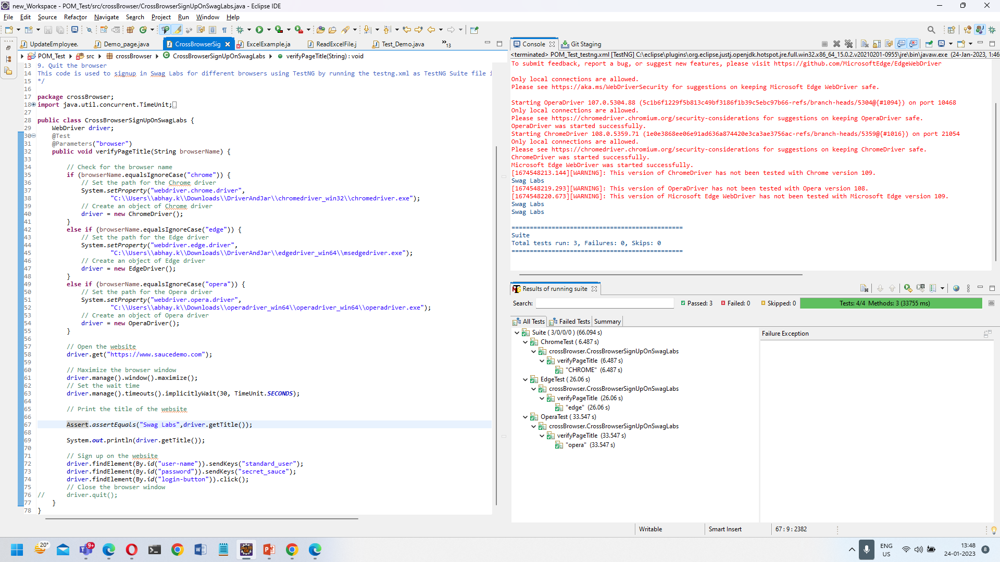 new_Workspace - POM_Test/src/crossBrowser/CrossBrowserSignUpOnSwagLabs.java - Eclipse IDE
File Edit Source Refactor Navigate Search Project Run Window Help
UpdateEmployee. Demo_page.java CrossBrowserSig ExcelExample.ja ReadExcelFile.j Test_Demo.java »13
POM_Test src crossBrowser CrossBrowserSignUpOnSwagLabs verifyPageTitle(String) : void
13 9. Quit the browser
14 This code is used to signup in Swag Labs for different browsers using TestNG by running the testng.xml as TestNG Suite file i
15 */
16
17 package crossBrowser;
18 import java.util.concurrent.TimeUnit;
27
28 public class CrossBrowserSignUpOnSwagLabs {
29 WebDriver driver;
30 @Test
31 @Parameters("browser")
32 public void verifyPageTitle(String browserName) {
33
34 // Check for the browser name
35 if (browserName.equalsIgnoreCase("chrome")) {
36 // Set the path for the Chrome driver
37 System.setProperty("webdriver.chrome.driver",
38 "C:\\Users\\abhay.k\\Downloads\\DriverAndJar\\chromedriver_win32\\chromedriver.exe");
39 // Create an object of Chrome driver
40 driver = new ChromeDriver();
41 }
42 else if (browserName.equalsIgnoreCase("edge")) {
43 // Set the path for the Edge driver
44 System.setProperty("webdriver.edge.driver",
45 "C:\\Users\\abhay.k\\Downloads\\DriverAndJar\\edgedriver_win64\\msedgedriver.exe");
46 // Create an object of Edge driver
47 driver = new EdgeDriver();
48 }
49 else if (browserName.equalsIgnoreCase("opera")) {
50 // Set the path for the Opera driver
51 System.setProperty("webdriver.opera.driver",
52 "C:\\Users\\abhay.k\\Downloads\\operadriver_win64\\operadriver_win64\\operadriver.exe");
53 // Create an object of Opera driver
54 driver = new OperaDriver();
55 }
56
57 // Open the website
58 driver.get("https://www.saucedemo.com");
59
60 // Maximize the browser window
61 driver.manage().window().maximize();
62 // Set the wait time
63 driver.manage().timeouts().implicitlyWait(30, TimeUnit.SECONDS);
64
65 // Print the title of the website
66
67 Assert.assertEquals("Swag Labs",driver.getTitle());
68
69 System.out.println(driver.getTitle());
70
71 // Sign up on the website
72 driver.findElement(By.id("user-name")).sendKeys("standard_user");
73 driver.findElement(By.id("password")).sendKeys("secret_sauce");
74 driver.findElement(By.id("login-button")).click();
75 // Close the browser window
76 // driver.quit();
77 }
78 }
Console Git Staging
<terminated> POM_Test_testng.xml [TestNG] C:\eclipse\plugins\org.eclipse.justj.openjdk.hotspot.jre.full.win32.x86_64_15.0.2.v20210201-0955\jre\bin\javaw.exe (24-Jan-2023, 1:46
To submit feedback, report a bug, or suggest new features, please visit https://github.com/MicrosoftEdge/EdgeWebDriver
Only local connections are allowed.
Please see https://aka.ms/WebDriverSecurity for suggestions on keeping Microsoft Edge WebDriver safe.
Starting OperaDriver 107.0.5304.88 (5c1b6f1229f5b813c49bf3186f1b39c5ebc97b66-refs/branch-heads/5304@{#1094}) on port 10468
Only local connections are allowed.
Please see https://chromedriver.chromium.org/security-considerations for suggestions on keeping OperaDriver safe.
OperaDriver was started successfully.
Starting ChromeDriver 108.0.5359.71 (1e0e3868ee06e91ad636a874420e3ca3ae3756ac-refs/branch-heads/5359@{#1016}) on port 21054
Only local connections are allowed.
Please see https://chromedriver.chromium.org/security-considerations for suggestions on keeping ChromeDriver safe.
ChromeDriver was started successfully.
Microsoft Edge WebDriver was started successfully.
[1674548213.144][WARNING]: This version of ChromeDriver has not been tested with Chrome version 109.
Swag Labs
[1674548219.293][WARNING]: This version of OperaDriver has not been tested with Opera version 108.
[1674548220.673][WARNING]: This version of Microsoft Edge WebDriver has not been tested with Microsoft Edge version 109.
Swag Labs
Swag Labs
===============================================
Suite
Total tests run: 3, Failures: 0, Skips: 0
===============================================
Results of running suite
Search: Passed: 3 Failed: 0 Skipped: 0 Tests: 4/4 Methods: 3 (33755 ms)
All Tests Failed Tests Summary
Suite ( 3/0/0/0 ) (66.094 s)
ChromeTest ( 6.487 s)
crossBrowser.CrossBrowserSignUpOnSwagLabs
verifyPageTitle (6.487 s)
"CHROME" (6.487 s)
EdgeTest ( 26.06 s)
crossBrowser.CrossBrowserSignUpOnSwagLabs
verifyPageTitle (26.06 s)
"edge" (26.06 s)
OperaTest ( 33.547 s)
crossBrowser.CrossBrowserSignUpOnSwagLabs
verifyPageTitle (33.547 s)
"opera" (33.547 s)
Failure Exception
Writable Smart Insert 67 : 9 : 2382
20° 9+ ENG US 13:48 24-01-2023 8